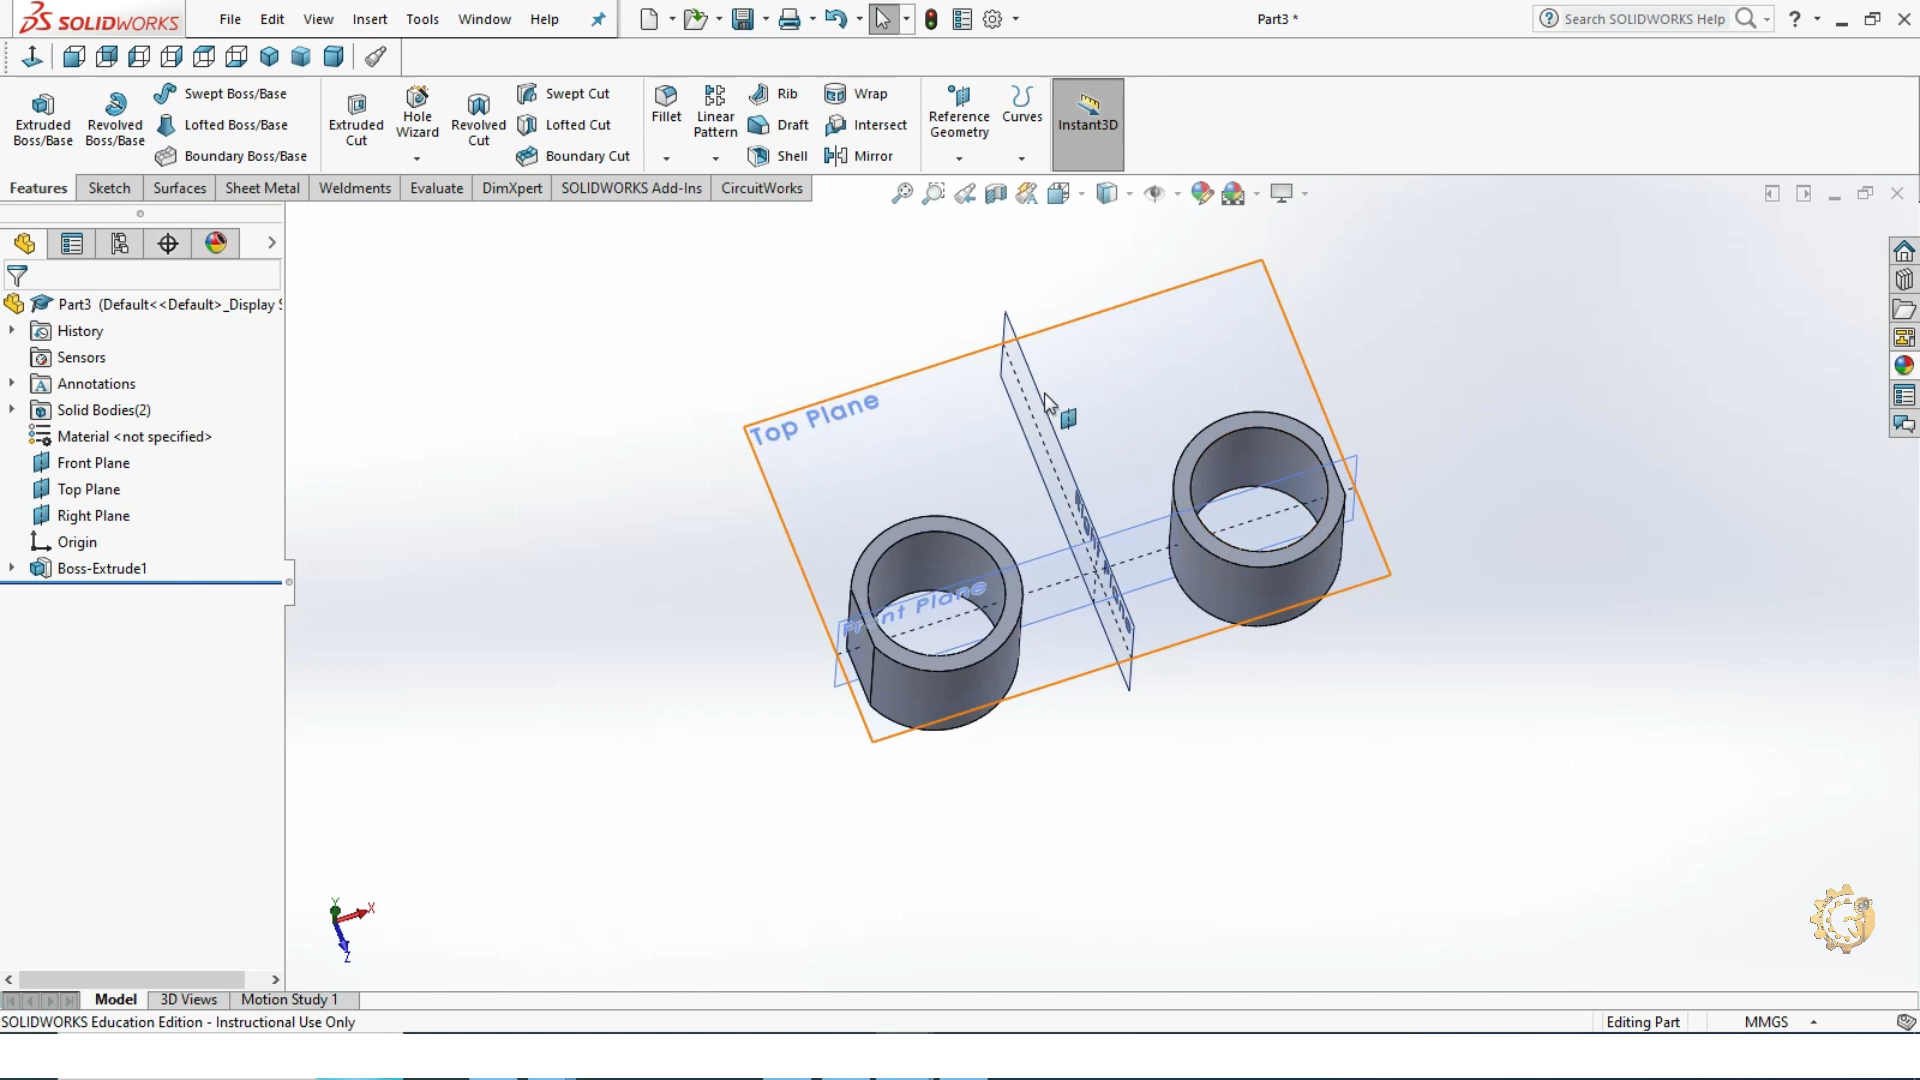 SOLIDWORKS File Edit View Insert Tools Window Help Part3 * Search SOLIDWORKS Help ?
Extruded Boss/Base
Revolved Boss/Base
Swept Boss/Base
Lofted Boss/Base
Boundary Boss/Base
Extruded Cut
Hole Wizard
Revolved Cut
Swept Cut
Lofted Cut
Boundary Cut
Fillet
Linear Pattern
Rib
Draft
Shell
Wrap
Intersect
Mirror
Reference Geometry
Curves
Instant3D
Features Sketch Surfaces Sheet Metal Weldments Evaluate DimXpert SOLIDWORKS Add-Ins CircuitWorks
Part3 (Default<<Default>_Display S
History
Sensors
Annotations
Solid Bodies(2)
Material <not specified>
Front Plane
Top Plane
Right Plane
Origin
Boss-Extrude1
Top Plane
Front Plane
Right Plane
Y
X
Z
Model 3D Views Motion Study 1
SOLIDWORKS Education Edition - Instructional Use Only Editing Part MMGS